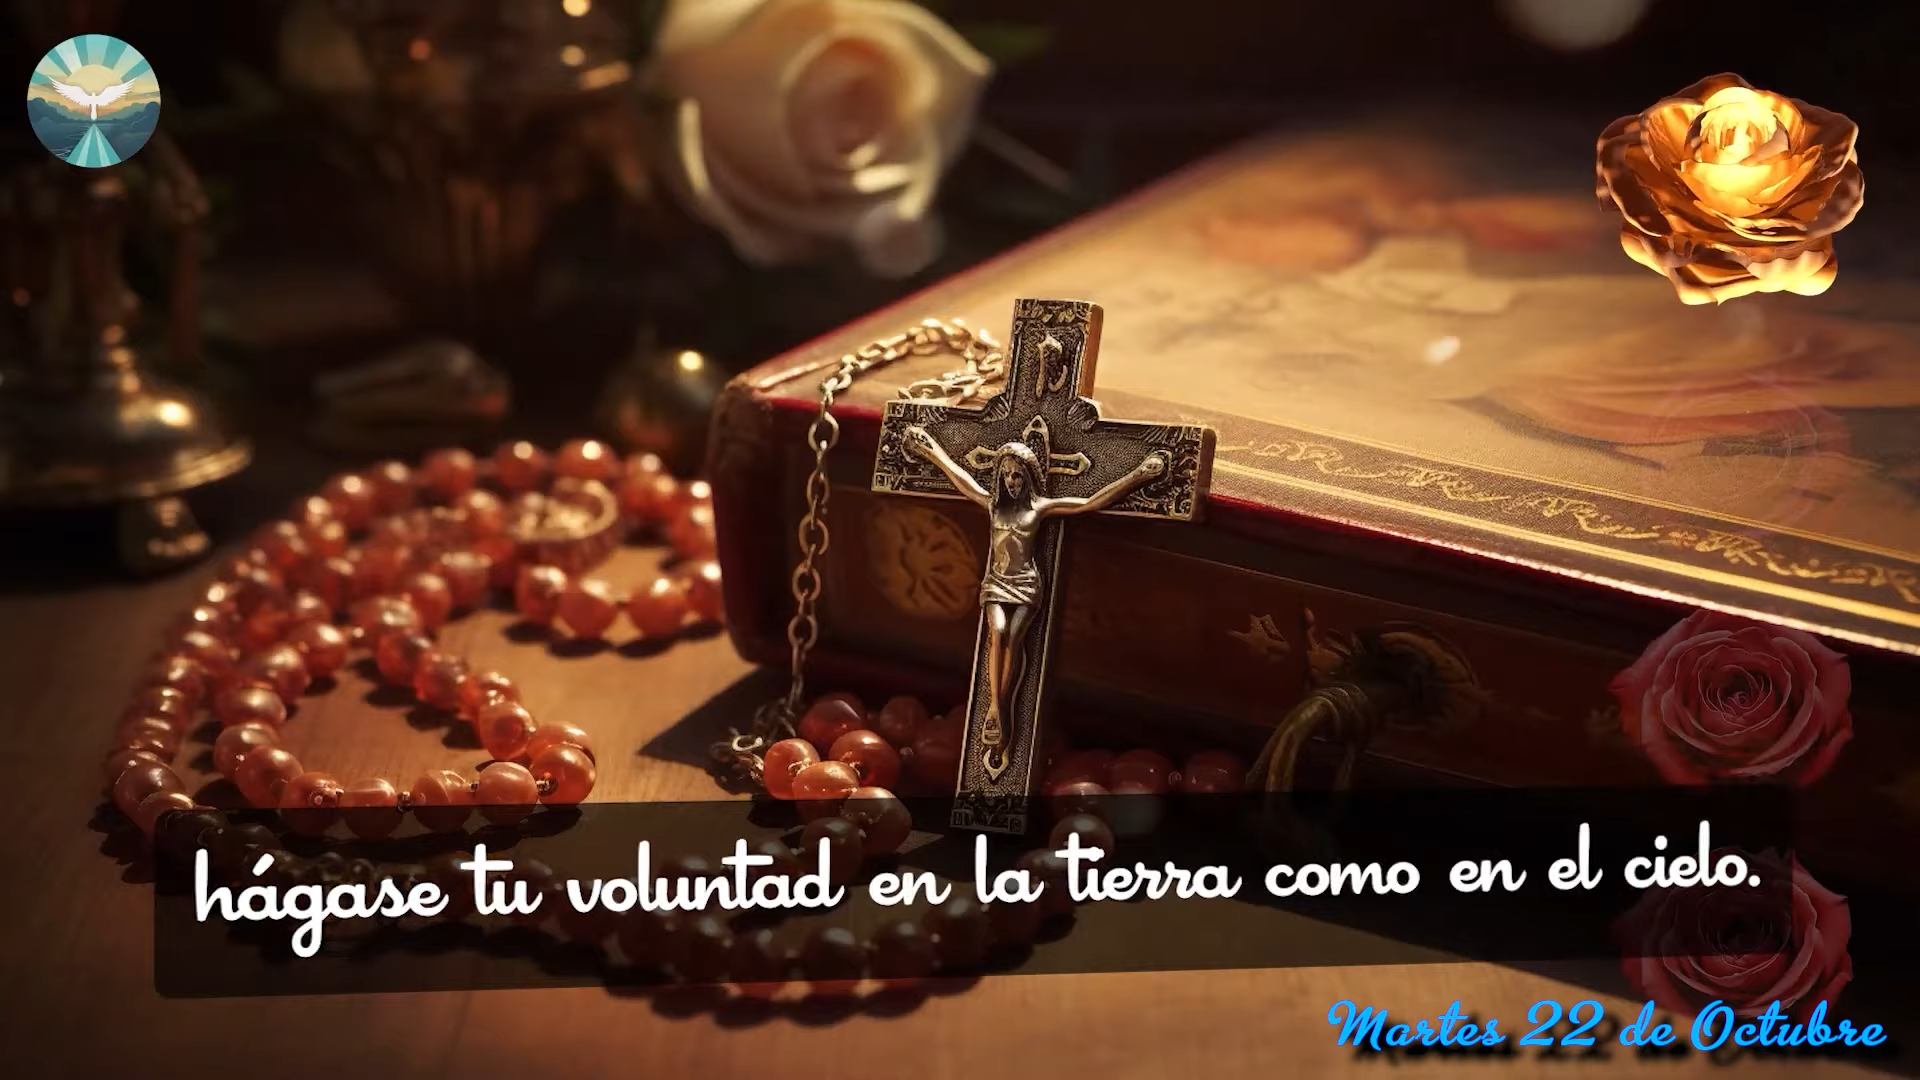 hágase tu voluntad en la tierra como en el cielo.
Martes 22 de Octubre